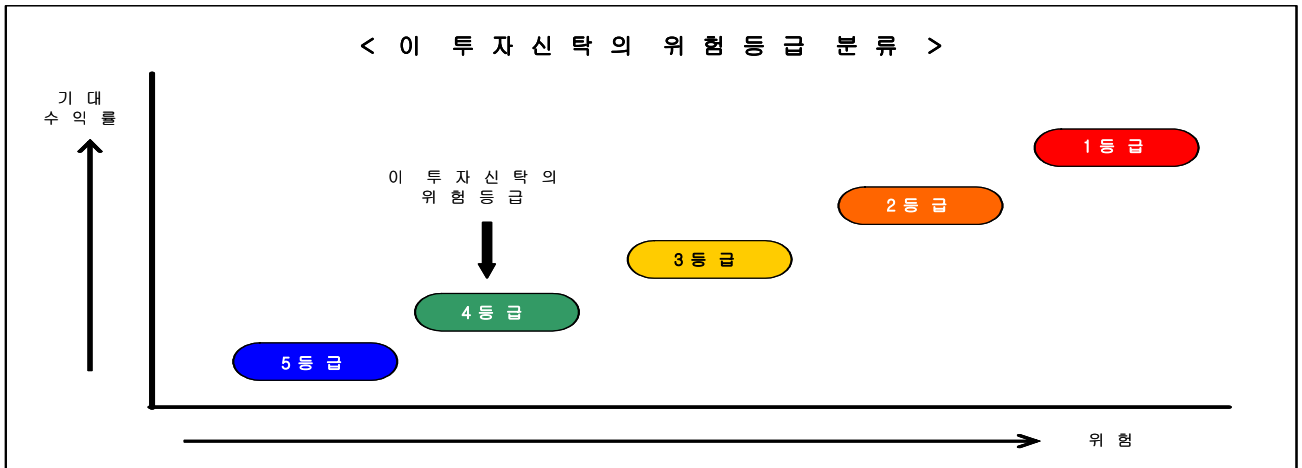 < 이 투자신탁의 위험등급 분류 >
기대
수익률
1등급
이 투자신탁의
위험등급
2등급
3등급
4등급
5등급
위험